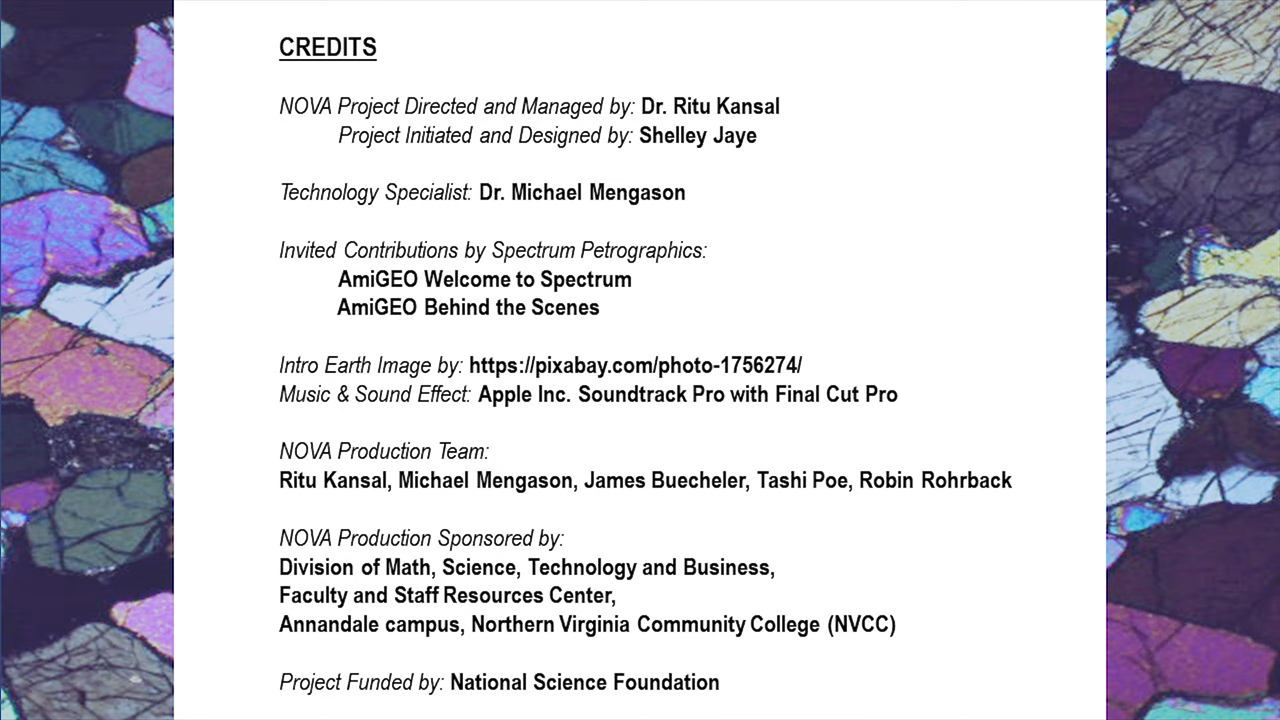 CREDITS
NOVA Project Directed and Managed by: Dr. Ritu Kansal
Project Initiated and Designed by: Shelley Jaye
Technology Specialist: Dr. Michael Mengason
Invited Contributions by Spectrum Petrographics:
AmiGEO Welcome to Spectrum
AmiGEO Behind the Scenes
Intro Earth Image by: https://pixabay.com/photo-1756274/
Music & Sound Effect: Apple Inc. Soundtrack Pro with Final Cut Pro
NOVA Production Team:
Ritu Kansal, Michael Mengason, James Buecheler, Tashi Poe, Robin Rohrback
NOVA Production Sponsored by:
Division of Math, Science, Technology and Business,
Faculty and Staff Resources Center,
Annandale campus, Northern Virginia Community College (NVCC)
Project Funded by: National Science Foundation